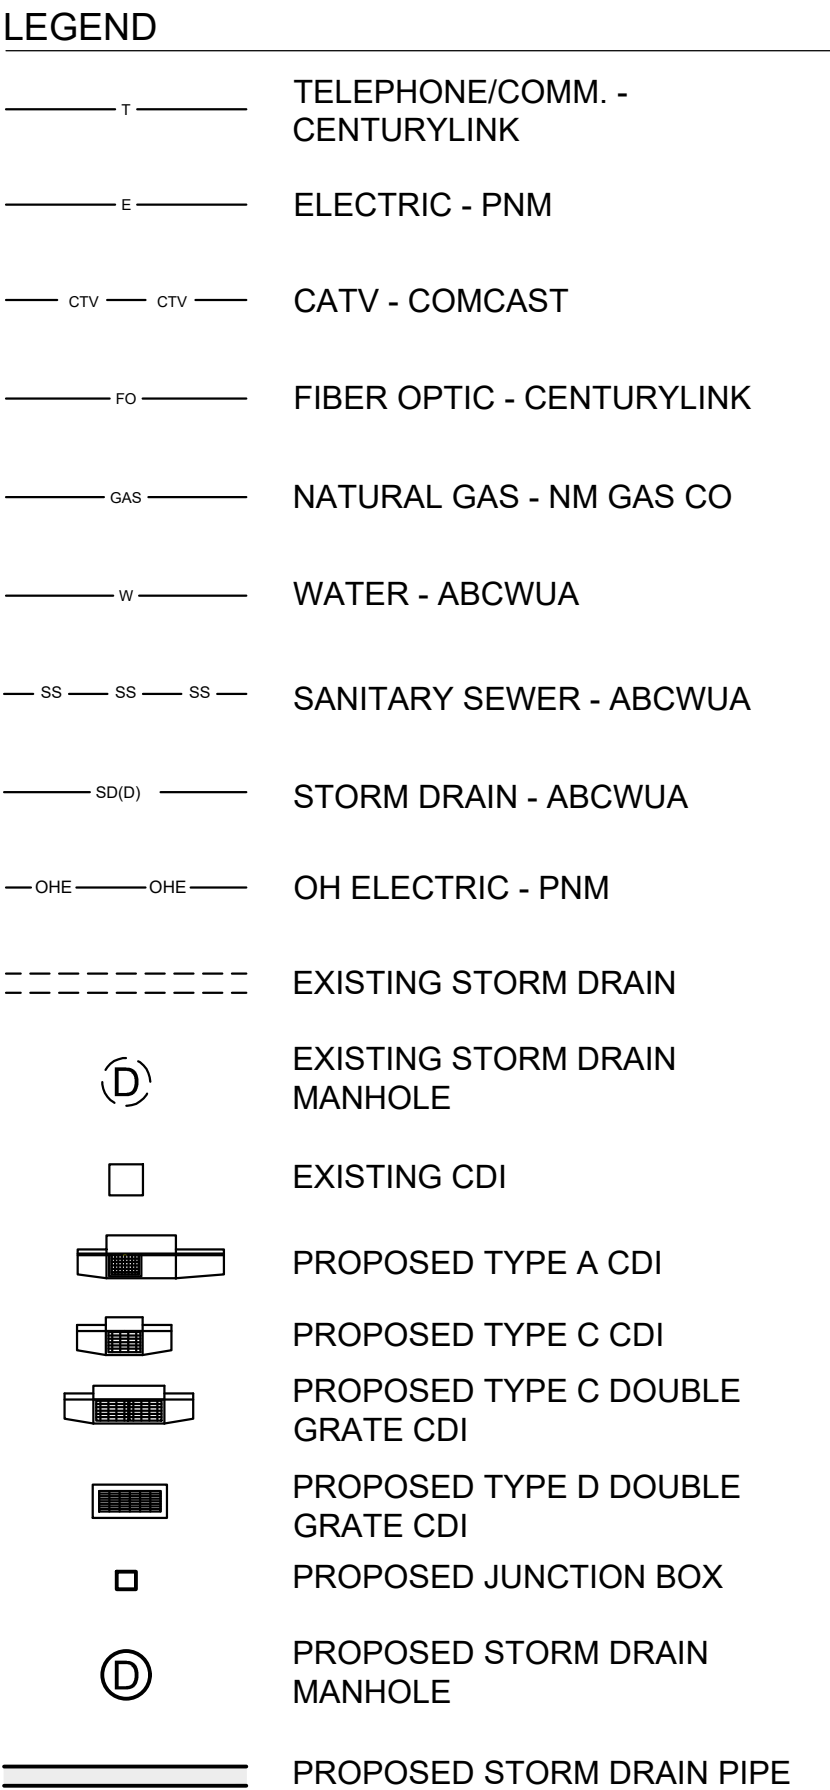 LEGEND
T TELEPHONE/COMM. -
CENTURYLINK
E ELECTRIC - PNM
CTV CTV CATV - COMCAST
FO FIBER OPTIC - CENTURYLINK
GAS NATURAL GAS - NM GAS CO
W WATER - ABCWUA
SS SS SS SANITARY SEWER - ABCWUA
SD(D) STORM DRAIN - ABCWUA
OHE OHE OH ELECTRIC - PNM
EXISTING STORM DRAIN
D EXISTING STORM DRAIN
MANHOLE
EXISTING CDI
PROPOSED TYPE A CDI
PROPOSED TYPE C CDI
PROPOSED TYPE C DOUBLE
GRATE CDI
PROPOSED TYPE D DOUBLE
GRATE CDI
PROPOSED JUNCTION BOX
D PROPOSED STORM DRAIN
MANHOLE
PROPOSED STORM DRAIN PIPE